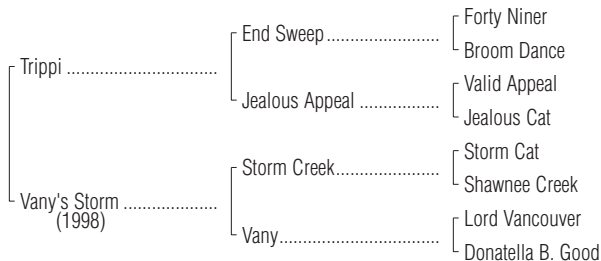 Forty Niner
End Sweep........................
Broom Dance
Trippi ................................
Valid Appeal
Jealous Appeal .................
Jealous Cat
Storm Cat
Storm Creek......................
Shawnee Creek
Vany's Storm ....................
(1998)
Lord Vancouver
Vany..................................
Donatella B. Good